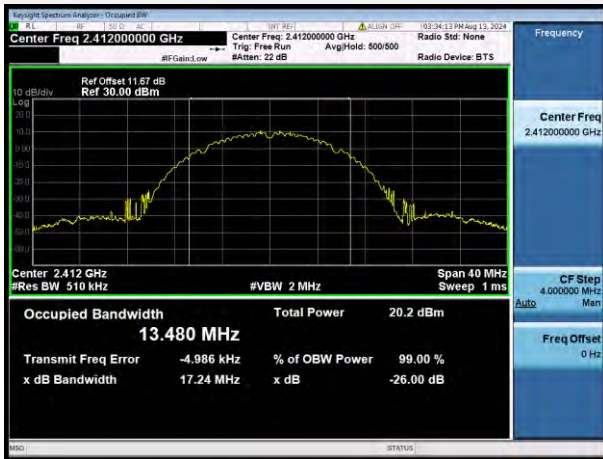 Keysight Spectrum Analyzer - Occupied BW
RL RF 50 Ω AC INT REF ALIGN OFF 03:34:13 PM Aug 13, 2024
Center Freq 2.412000000 GHz
Center Freq: 2.412000000 GHz
Radio Std: None
Trig: Free Run Avg|Hold: 500/500
#IFGain:Low #Atten: 22 dB Radio Device: BTS
Frequency
Ref Offset 11.67 dB
10 dB/div Ref 30.00 dBm
Log
20.0
10.0
0.00
-10.0
-20.0
-30.0
-40.0
-50.0
-60.0
Center 2.412 GHz Span 40 MHz
#Res BW 510 kHz #VBW 2 MHz Sweep 1 ms
Occupied Bandwidth Total Power 20.2 dBm
13.480 MHz
Transmit Freq Error -4.986 kHz % of OBW Power 99.00 %
x dB Bandwidth 17.24 MHz x dB -26.00 dB
Center Freq
2.412000000 GHz
CF Step
4.000000 MHz
Auto Man
Freq Offset
0 Hz
MSG STATUS